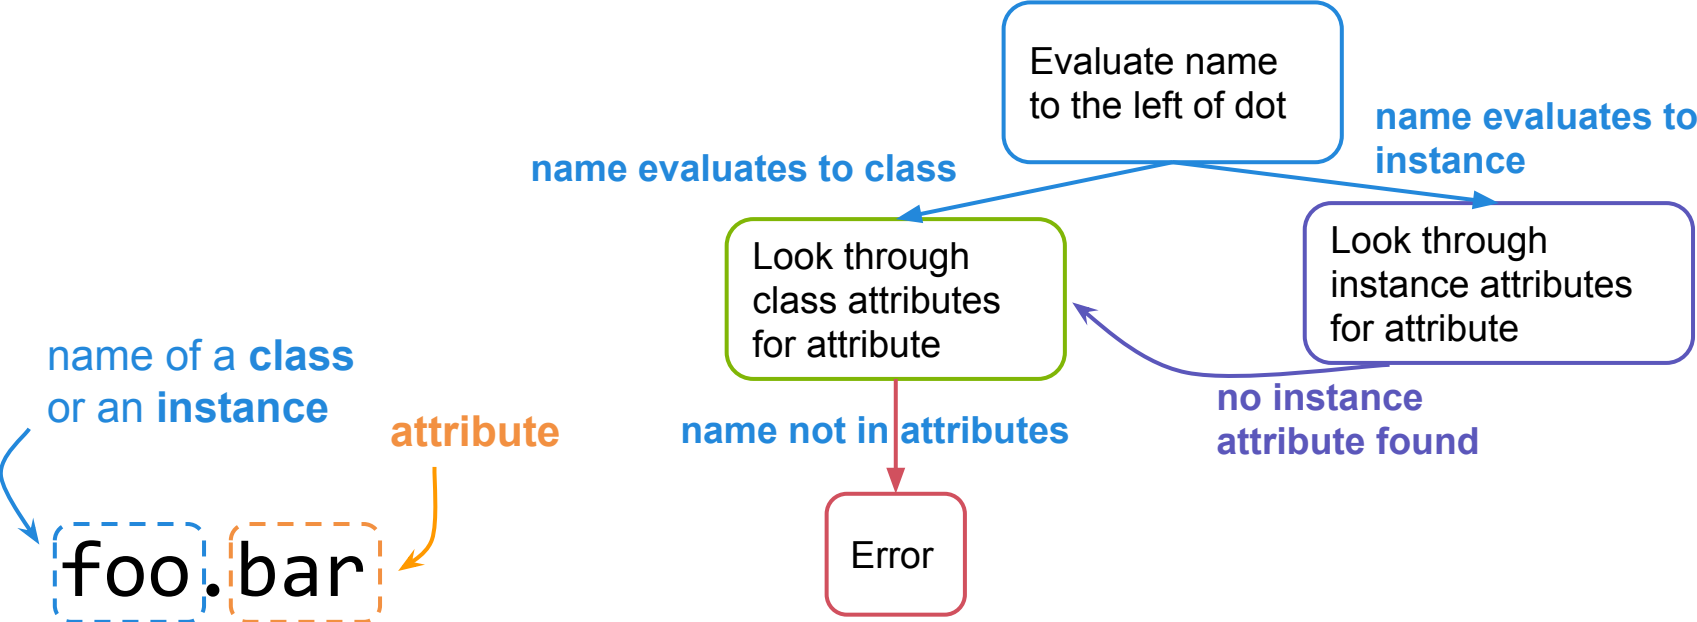 Evaluate name
to the left of dot
name evaluates to class
name evaluates to
instance
Look through
class attributes
for attribute
Look through
instance attributes
for attribute
no instance
attribute found
name not in attributes
Error
name of a class
or an instance
attribute
foo.bar